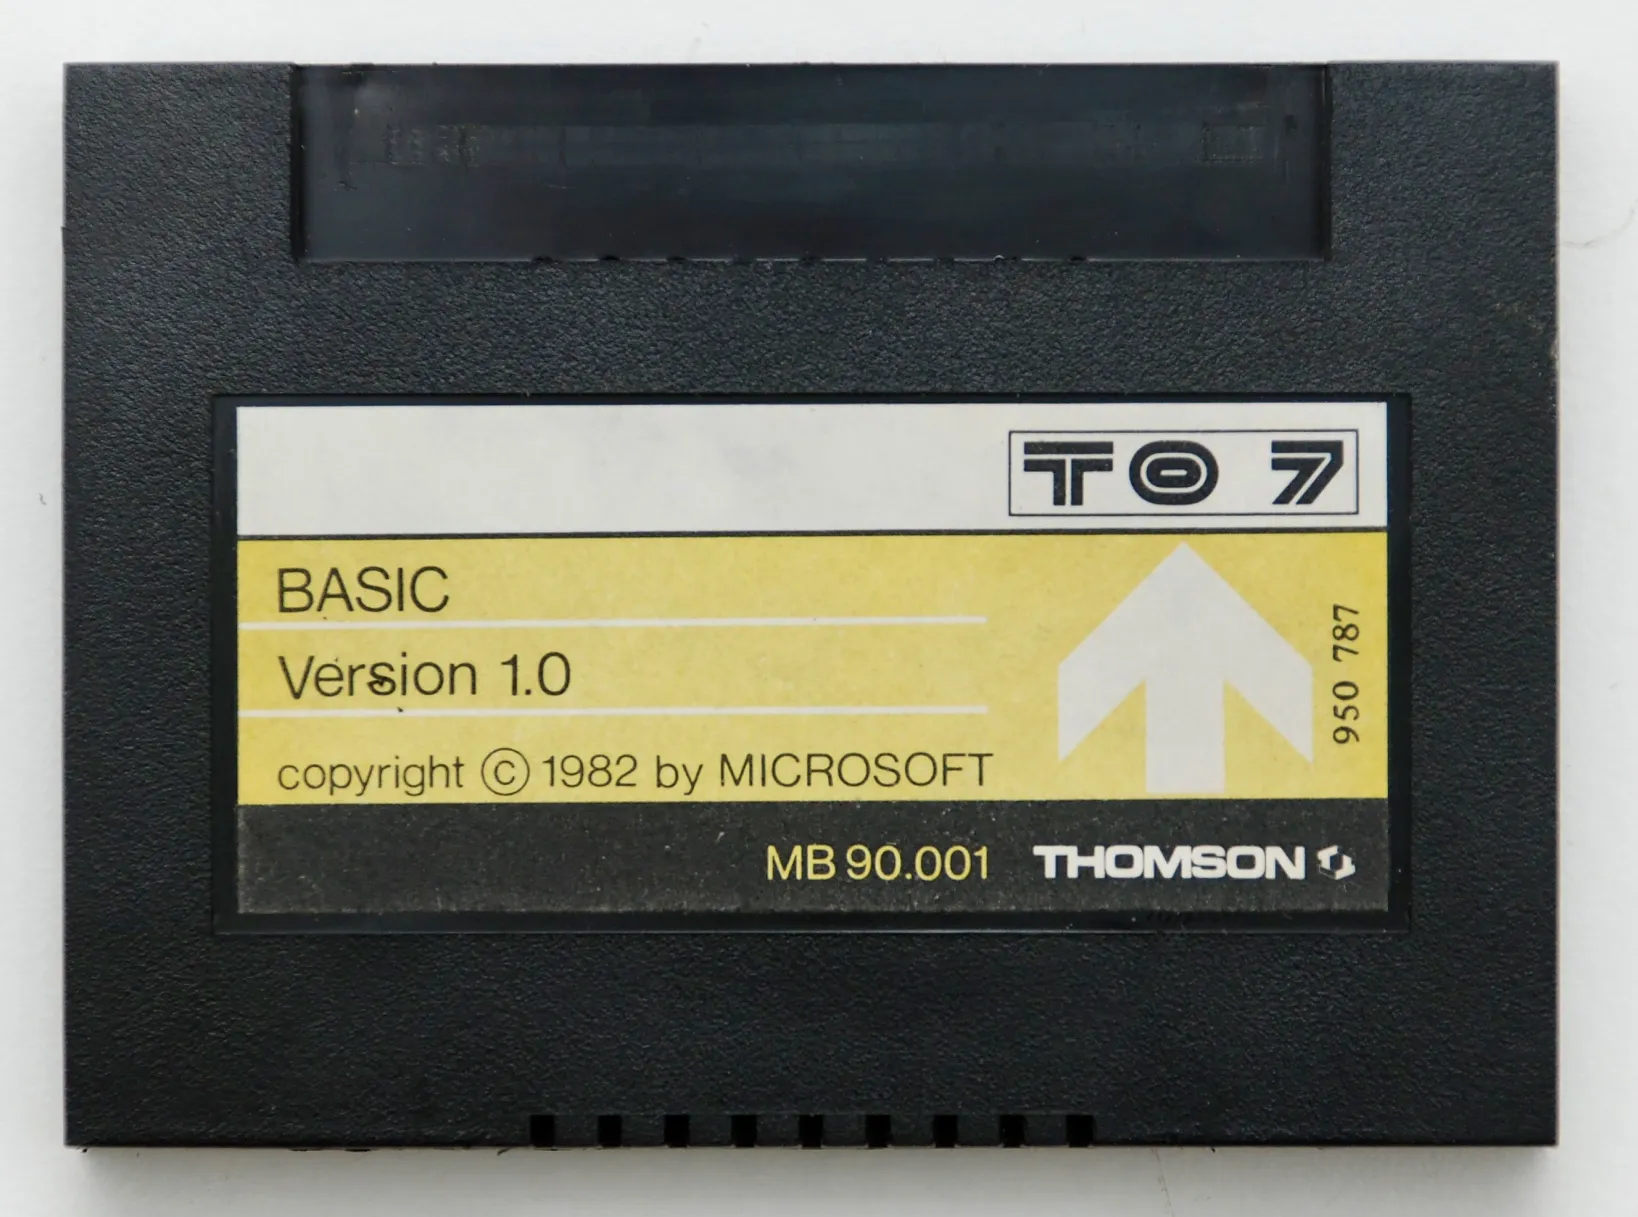 TO 7
BASIC
Version 1.0
copyright © 1982 by MICROSOFT
950 787
MB 90.001 THOMSON